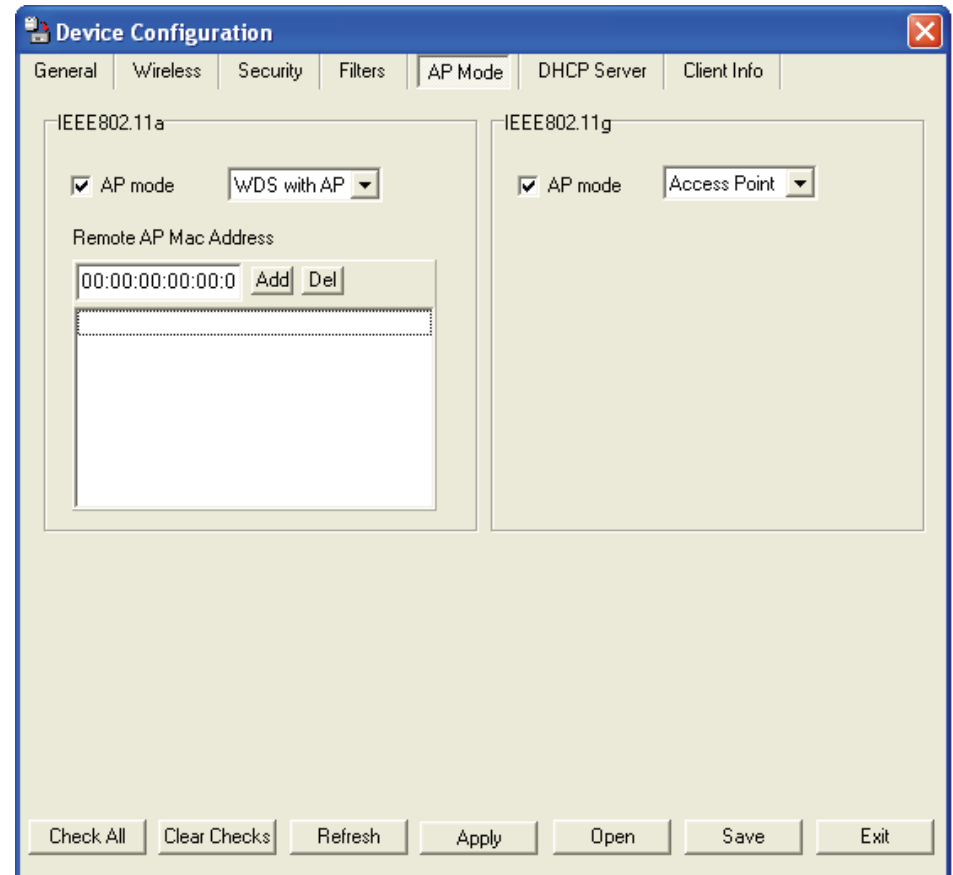 Device Configuration
General Wireless Security Filters AP Mode DHCP Server Client Info
IEEE802.11a
AP mode WDS with AP
Remote AP Mac Address
00:00:00:00:00:0 Add Del
IEEE802.11g
AP mode Access Point
Check All Clear Checks Refresh Apply Open Save Exit